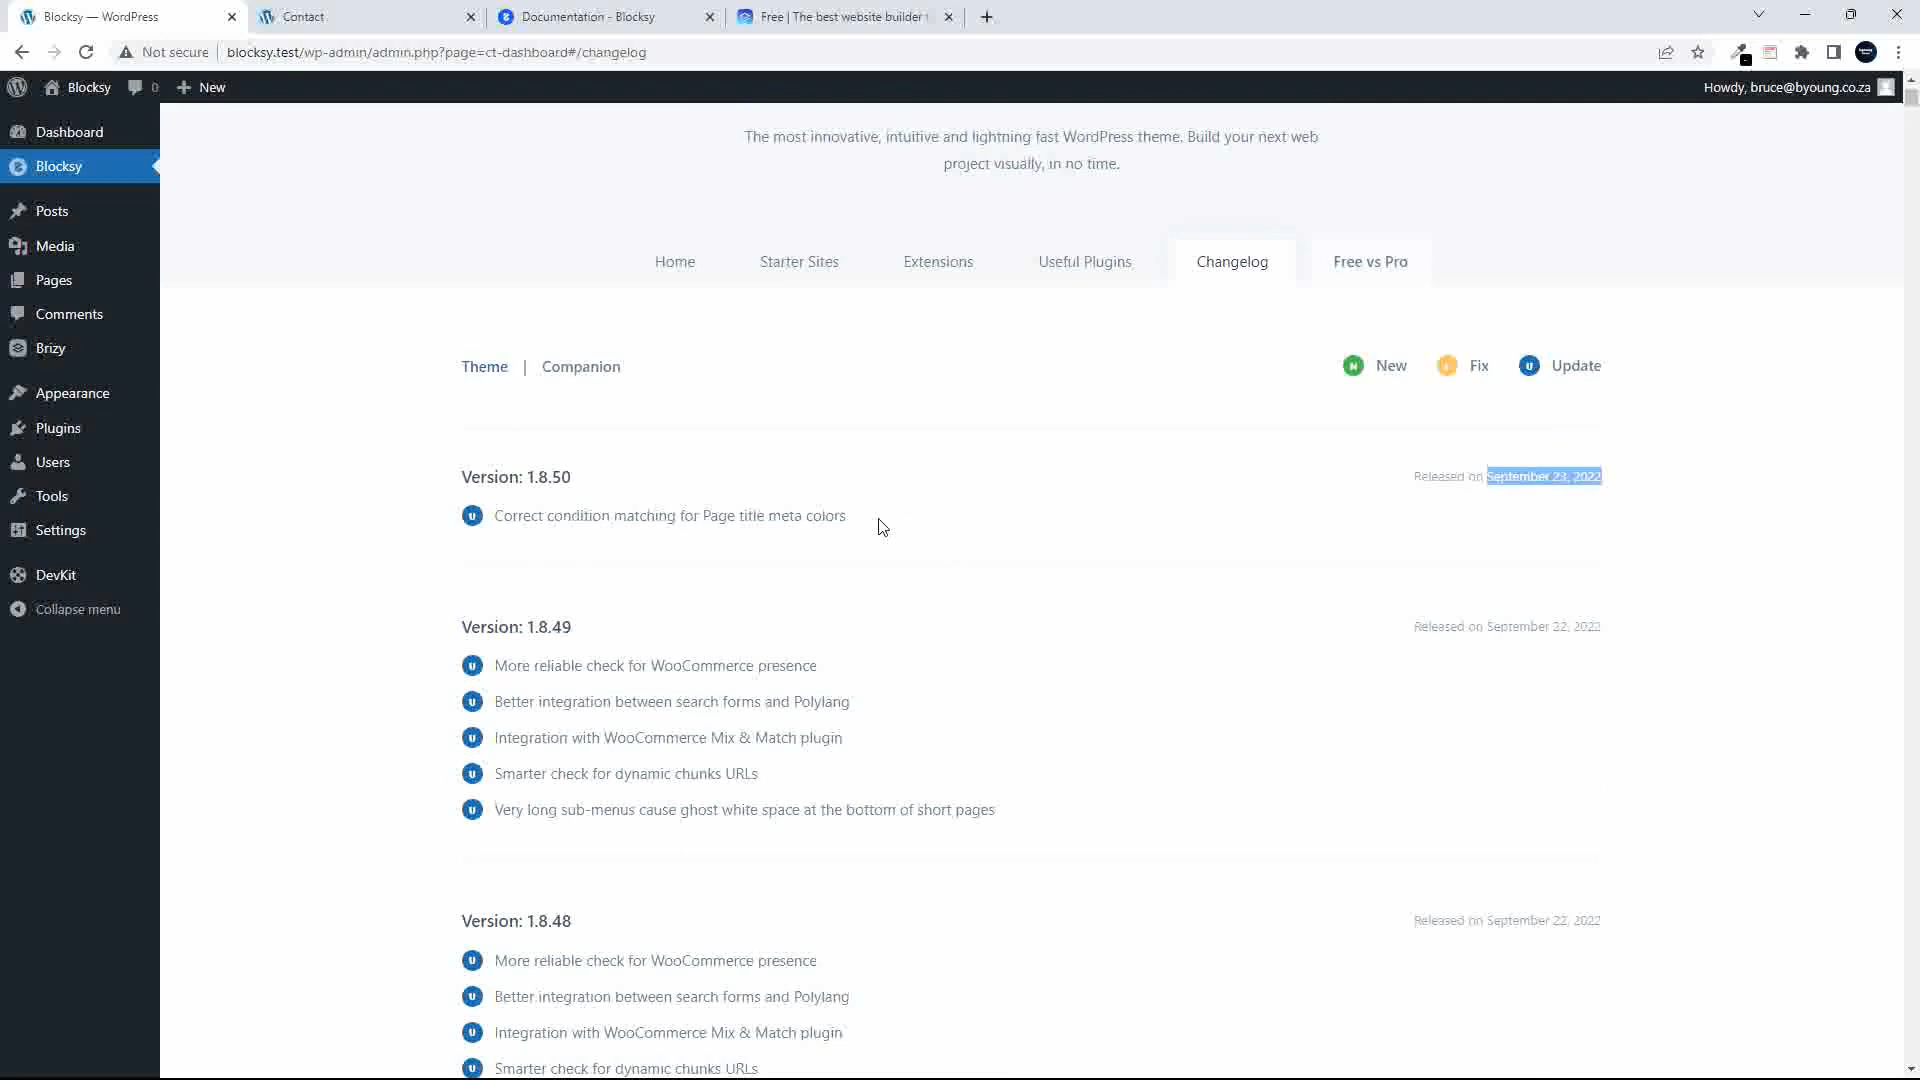 Blocksy — WordPress
Contact
Documentation - Blocksy
Free | The best website builder
Not secure
blocksy.test/wp-admin/admin.php?page=ct-dashboard#/changelog
Blocksy
0
New
Howdy, bruce@byoung.co.za
Dashboard
Blocksy
Posts
Media
Pages
Comments
Brizy
Appearance
Plugins
Users
Tools
Settings
DevKit
Collapse menu
The most innovative, intuitive and lightning fast WordPress theme. Build your next web
project visually, in no time.
Home
Starter Sites
Extensions
Useful Plugins
Changelog
Free vs Pro
Theme | Companion
N New
Fix
U Update
Version: 1.8.50
Released on September 23, 2022
U Correct condition matching for Page title meta colors
Version: 1.8.49
Released on September 22, 2022
U More reliable check for WooCommerce presence
U Better integration between search forms and Polylang
U Integration with WooCommerce Mix & Match plugin
U Smarter check for dynamic chunks URLs
U Very long sub-menus cause ghost white space at the bottom of short pages
Version: 1.8.48
Released on September 22, 2022
U More reliable check for WooCommerce presence
U Better integration between search forms and Polylang
U Integration with WooCommerce Mix & Match plugin
U Smarter check for dynamic chunks URLs